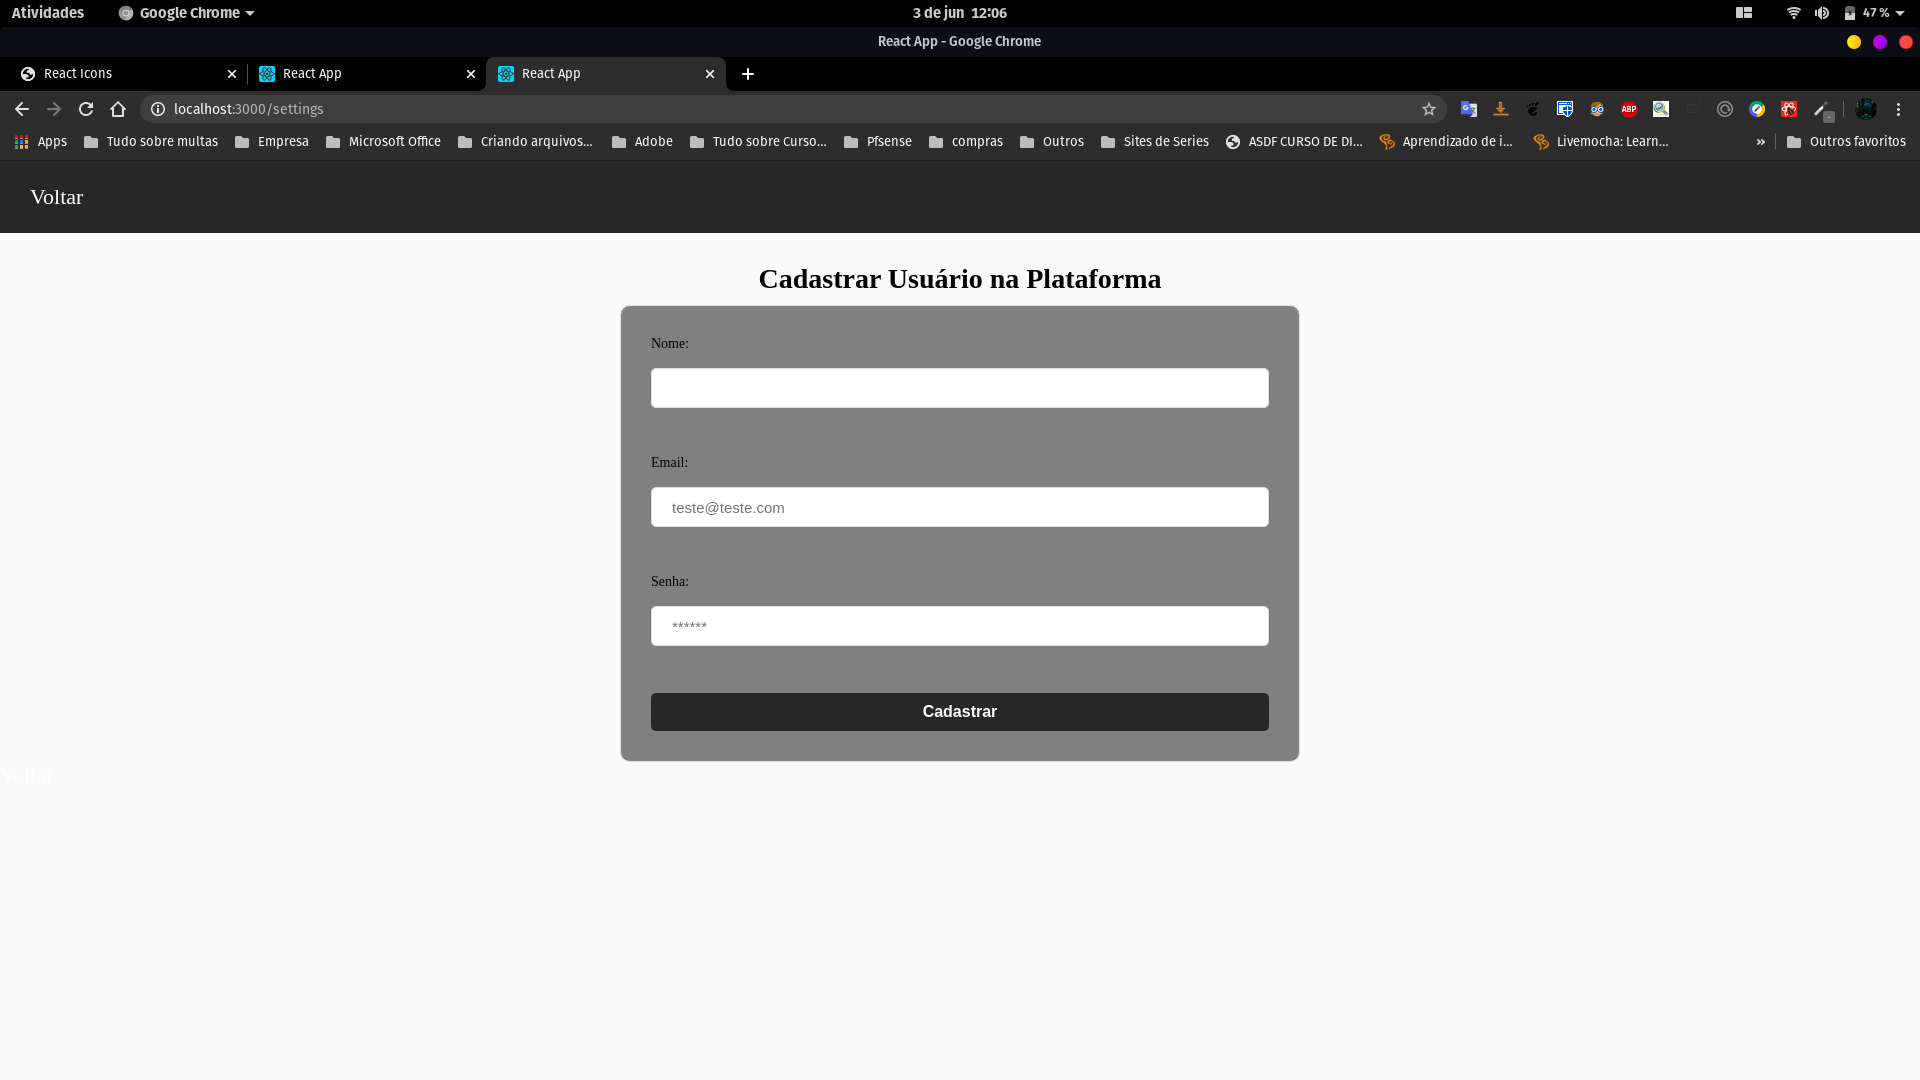 Atividades Google Chrome 3 de jun 12:06 47 %
React App - Google Chrome
React Icons React App React App
localhost:3000/settings
Apps Tudo sobre multas Empresa Microsoft Office Criando arquivos... Adobe Tudo sobre Curso... Pfsense compras Outros Sites de Series ASDF CURSO DE DI... Aprendizado de i... Livemocha: Learn... » Outros favoritos
Voltar
Cadastrar Usuário na Plataforma
Nome:
Email:
teste@teste.com
Senha:
******
Cadastrar
Voltar